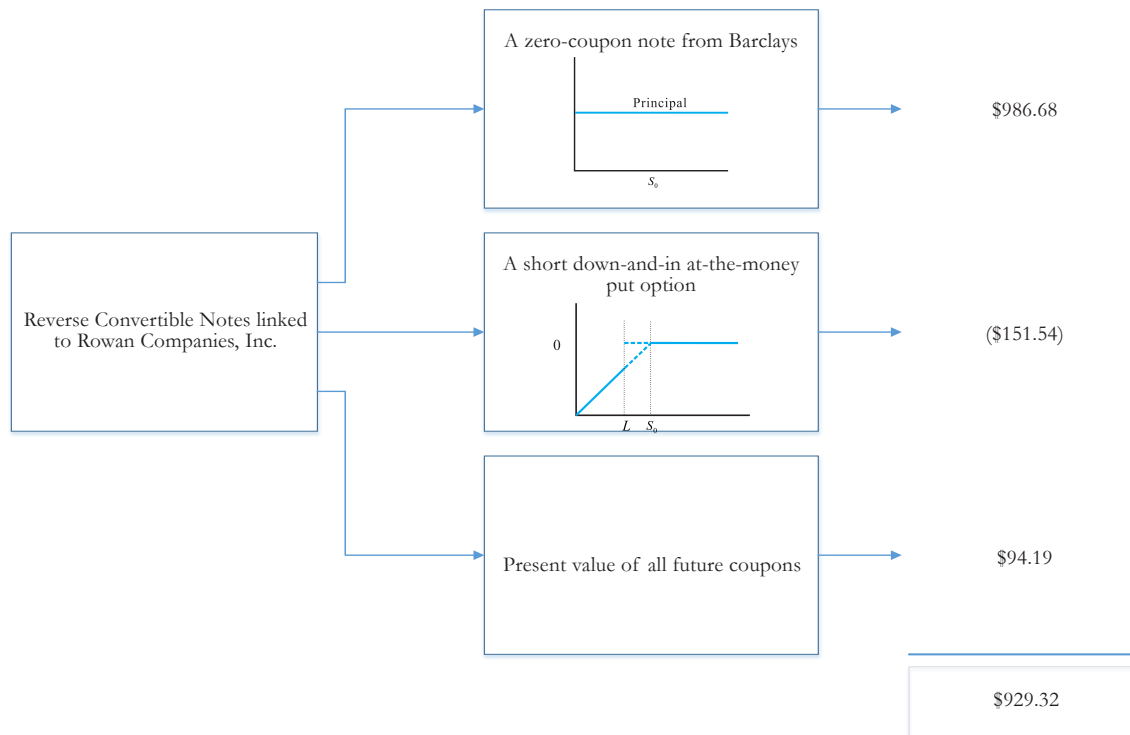 A zero-coupon note from Barclays
Principal
S₀
$986.68
Reverse Convertible Notes linked
to Rowan Companies, Inc.
A short down-and-in at-the-money
put option
0
L S₀
($151.54)
Present value of all future coupons
$94.19
$929.32